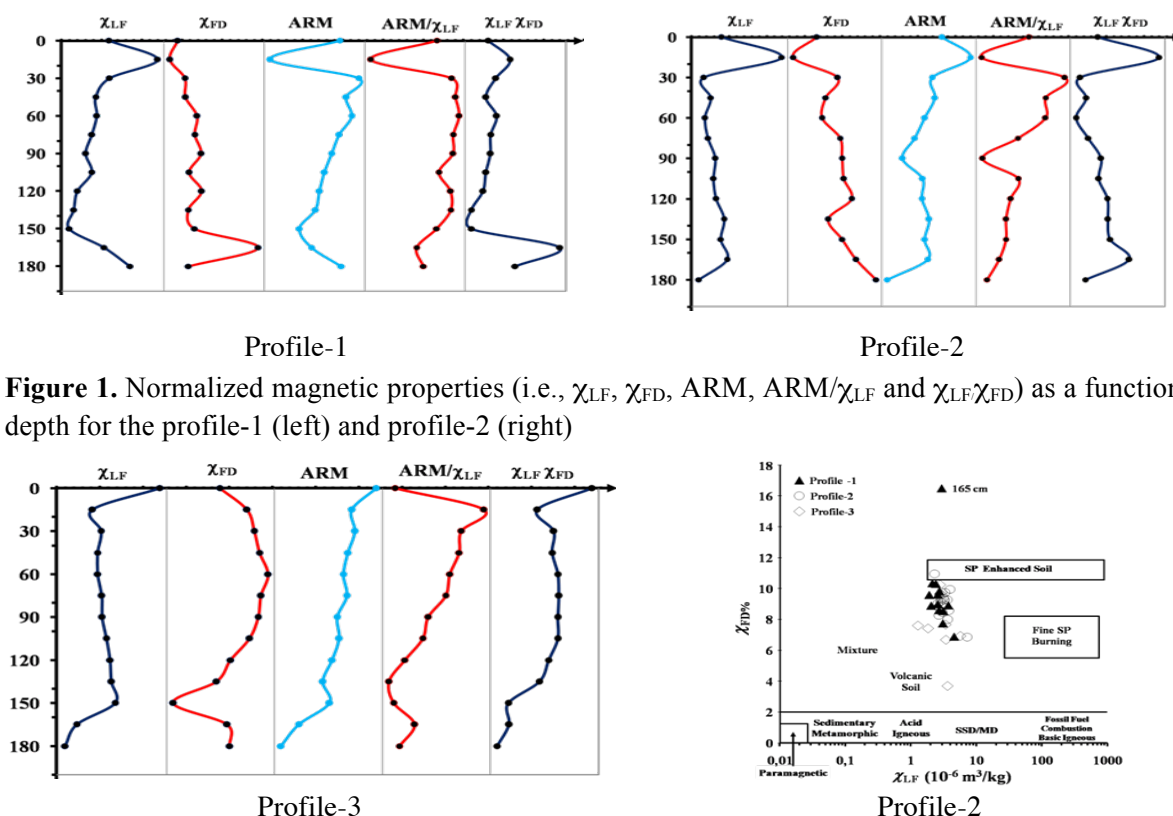 χLF χFD ARM ARM/χLF χLF χFD
0
30
60
90
120
150
180
χLF χFD ARM ARM/χLF χLF χFD
0
30
60
90
120
150
180
Profile-1
Profile-2
Figure 1. Normalized magnetic properties (i.e., χLF, χFD, ARM, ARM/χLF and χLF/χFD) as a function
depth for the profile-1 (left) and profile-2 (right)
χLF χFD ARM ARM/χLF χLF χFD
0
30
60
90
120
150
180
Profile-3
χFD%
18
16
14
12
10
8
6
4
2
0
Profile -1
Profile-2
Profile-3
165 cm
SP Enhanced Soil
Fine SP
Burning
Mixture
Volcanic
Soil
Sedimentary
Metamorphic
Acid
Igneous
SSD/MD
Fossil Fuel
Combustion
Basic Igneous
0,01 0,1 1 10 100 1000
Paramagnetic
χLF (10-6 m3/kg)
Profile-2